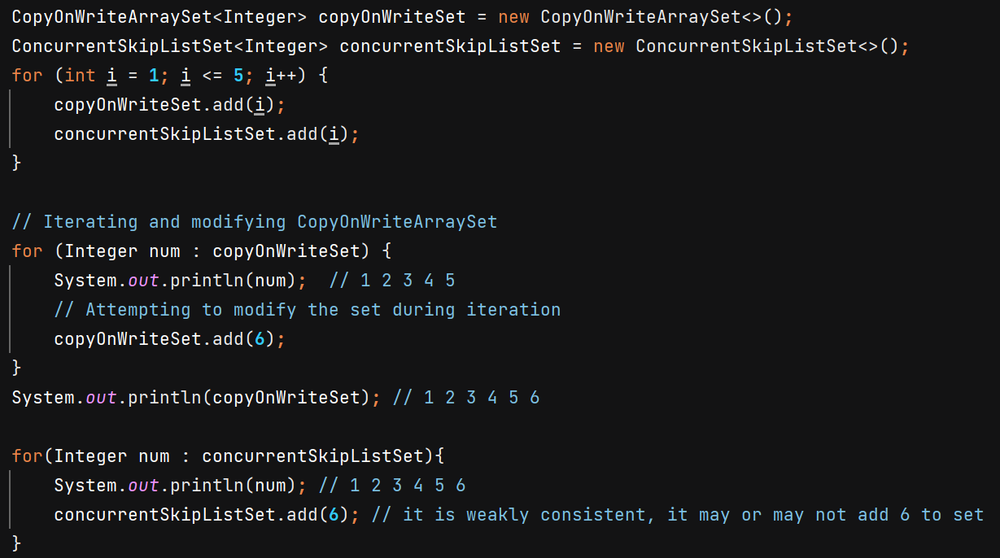 CopyOnWriteArraySet<Integer> copyOnWriteSet = new CopyOnWriteArraySet<>();
ConcurrentSkipListSet<Integer> concurrentSkipListSet = new ConcurrentSkipListSet<>();
for (int i = 1; i <= 5; i++) {
    copyOnWriteSet.add(i);
    concurrentSkipListSet.add(i);
}

// Iterating and modifying CopyOnWriteArraySet
for (Integer num : copyOnWriteSet) {
    System.out.println(num);  // 1 2 3 4 5
    // Attempting to modify the set during iteration
    copyOnWriteSet.add(6);
}
System.out.println(copyOnWriteSet); // 1 2 3 4 5 6

for(Integer num : concurrentSkipListSet){
    System.out.println(num); // 1 2 3 4 5 6
    concurrentSkipListSet.add(6); // it is weakly consistent, it may or may not add 6 to set
}